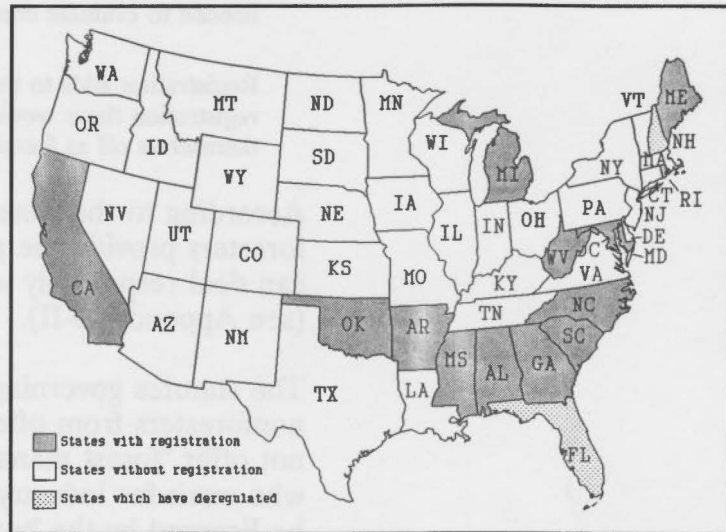 WA
MT
ND
MN
VT
ME
OR
ID
SD
WI
MI
NY
MA
NH
WY
CT
RI
NV
UT
CO
NE
IA
IL
IN
OH
PA
NJ
DE
MD
CA
KS
MO
KY
WV
DC
VA
AZ
NM
OK
AR
TN
NC
SC
TX
LA
MS
AL
GA
FL
States with registration
States without registration
States which have deregulated